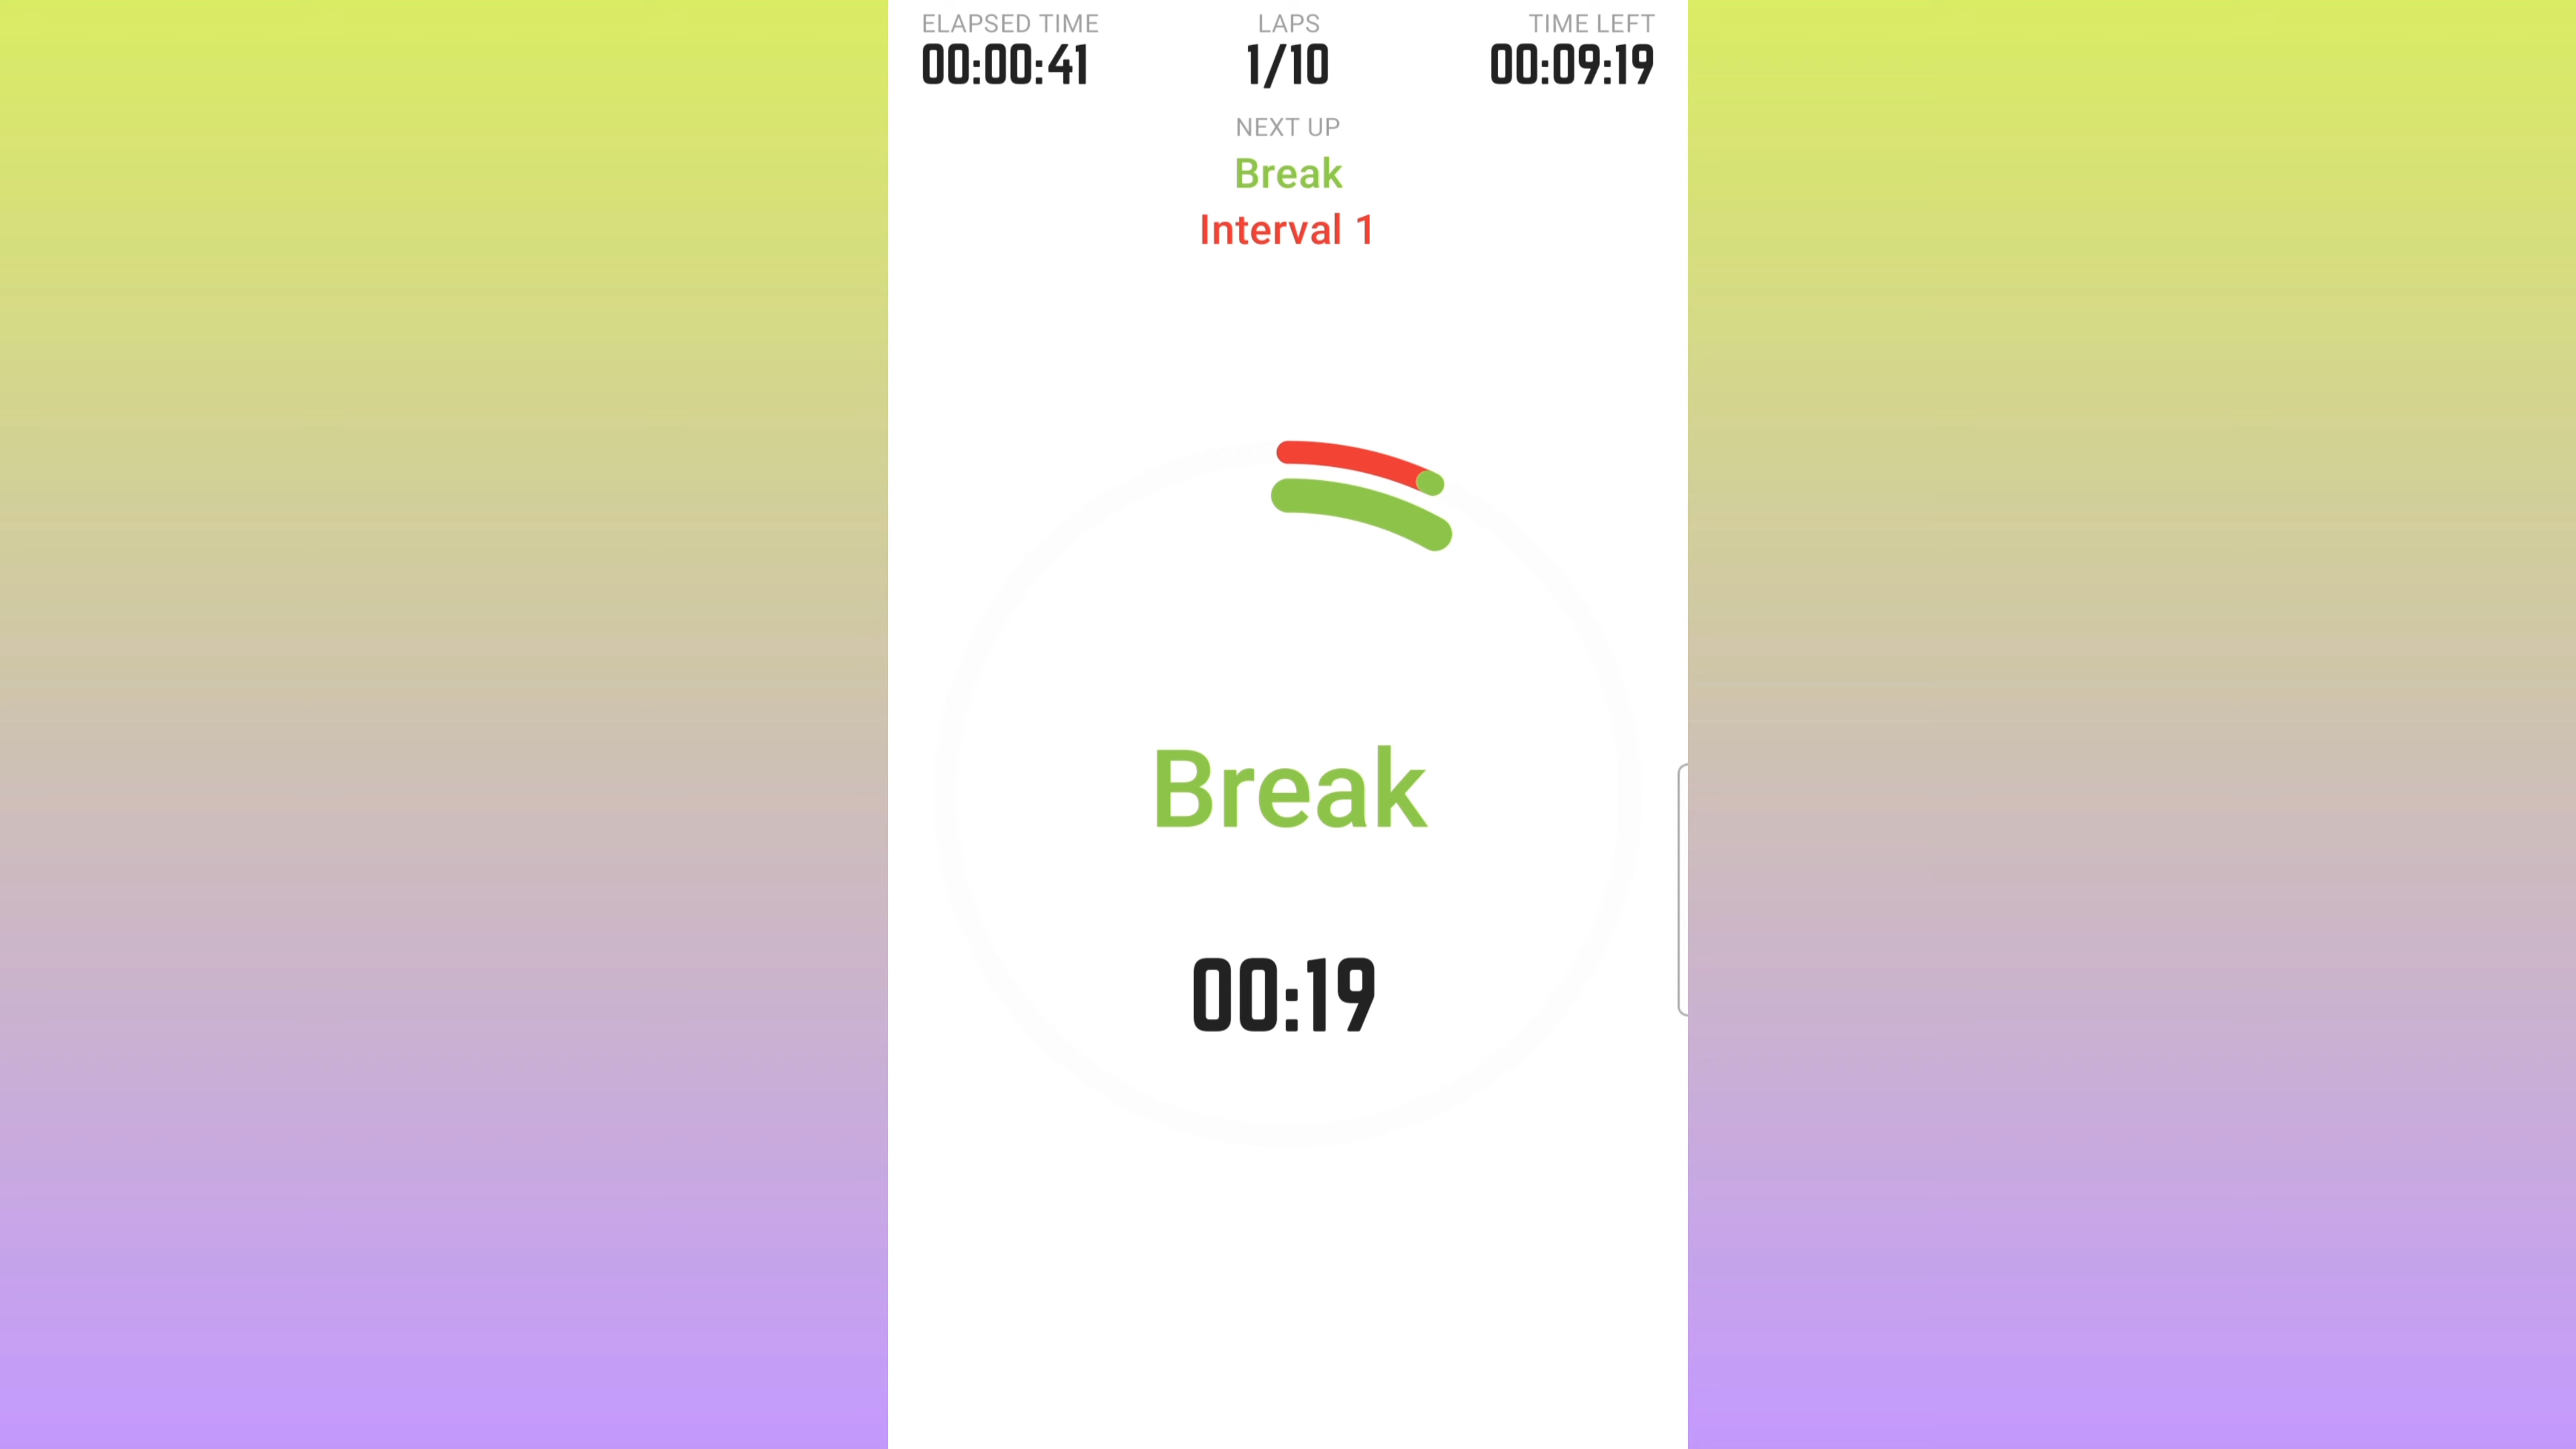 ELAPSED TIME LAPS TIME LEFT
00:00:41 1/10 00:09:19
NEXT UP
Break
Interval 1
Break
00:19